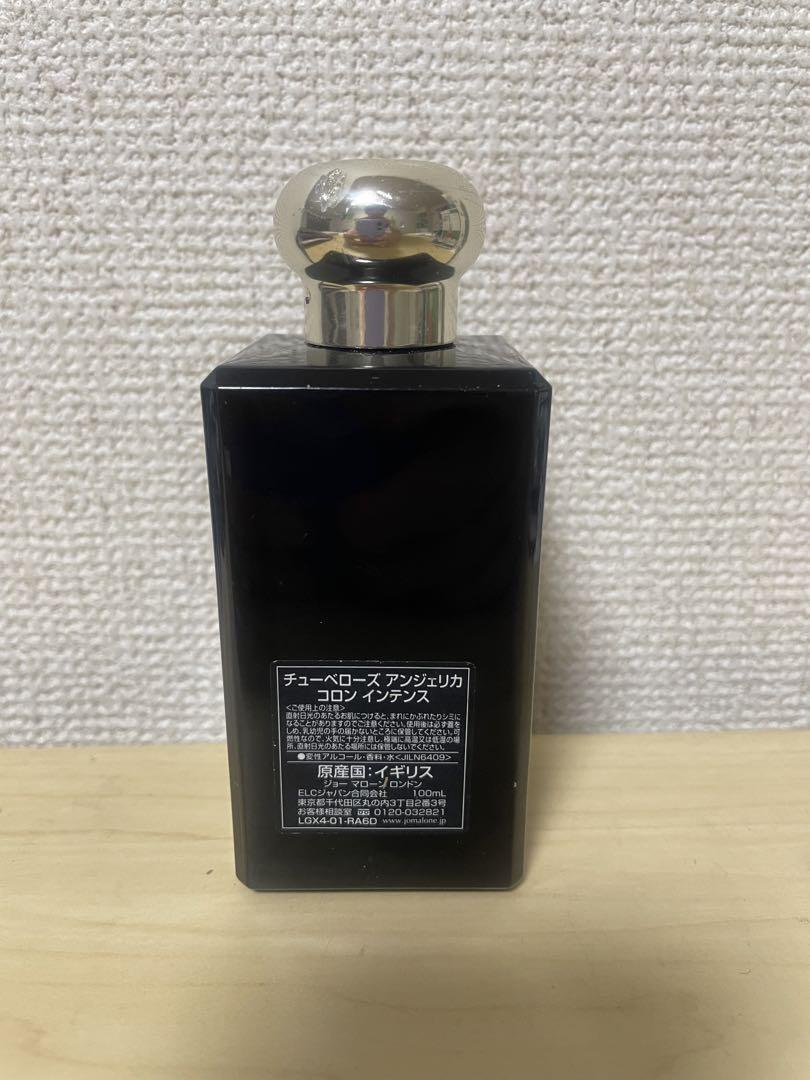 チューベローズ アンジェリカ
コロン インテンス
<ご使用上の注意>
直射日光のあたるお肌につけると、まれにかぶれたりシミに
なることがありますのでご注意ください。使用後は必ず蓋を
しめ、乳幼児の手の届かないところに保管してください。可
燃性なので、火気に十分注意し、極端に高温又は低温の場
所、直射日光のあたる場所には保管しないでください。
●変性アルコール・香料・水<JILN6409>
原産国:イギリス
ジョー マローン ロンドン
ELCジャパン合同会社 100mL
東京都千代田区丸の内3丁目2番3号
お客様相談室 0120-032821
LGX4-01-RA6D www.jomalone.jp